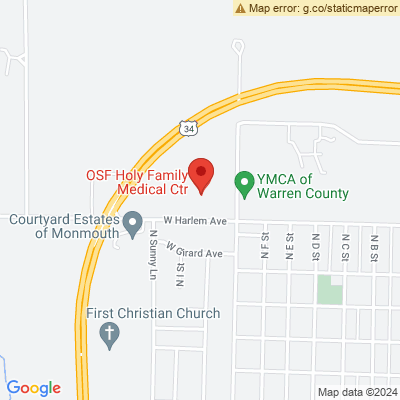 Map error: g.co/staticmaperror
34
OSF Holy Family
Medical Ctr
YMCA of
Warren County
W Harlem Ave
Courtyard Estates
of Monmouth
N Sunny Ln
W Girard Ave
N I St
N F St
N E St
N D St
N C St
N B St
First Christian Church
Google
Map data ©2024